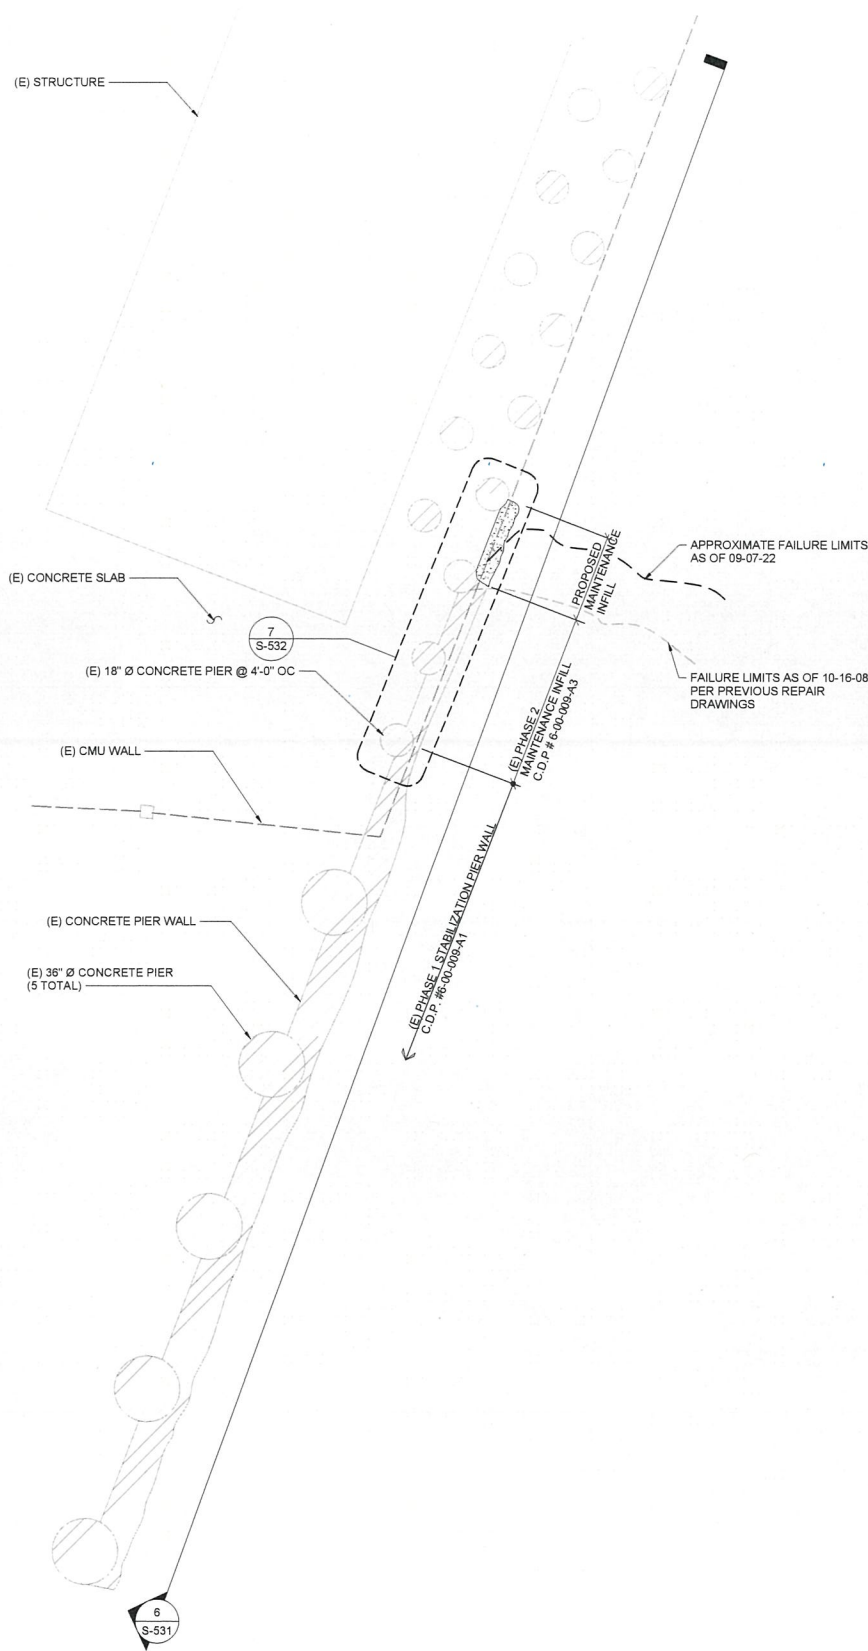 (E) STRUCTURE
APPROXIMATE FAILURE LIMITS
AS OF 09-07-22
PROPOSED
MAINTENANCE
INFILL
(E) CONCRETE SLAB
7
S-532
(E) 18" Ø CONCRETE PIER @ 4'-0" OC
FAILURE LIMITS AS OF 10-16-08
PER PREVIOUS REPAIR
DRAWINGS
(E) PHASE 2
MAINTENANCE INFILL
C.D.P # 6-00-009-A3
(E) CMU WALL
(E) PHASE 1 STABILIZATION PIER WALL
C.D.P. #6-00-009-A1
(E) CONCRETE PIER WALL
(E) 36" Ø CONCRETE PIER
(5 TOTAL)
6
S-531